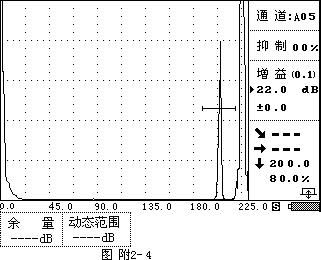 通道:A05
抑制 00%
增益(0.1)
22.0 dB
±0.0
---
---
200.0
80.0%
0.0 45.0 90.0 135.0 180.0 225.0 S
余 量 动态范围
----dB ----dB
图 附2-4